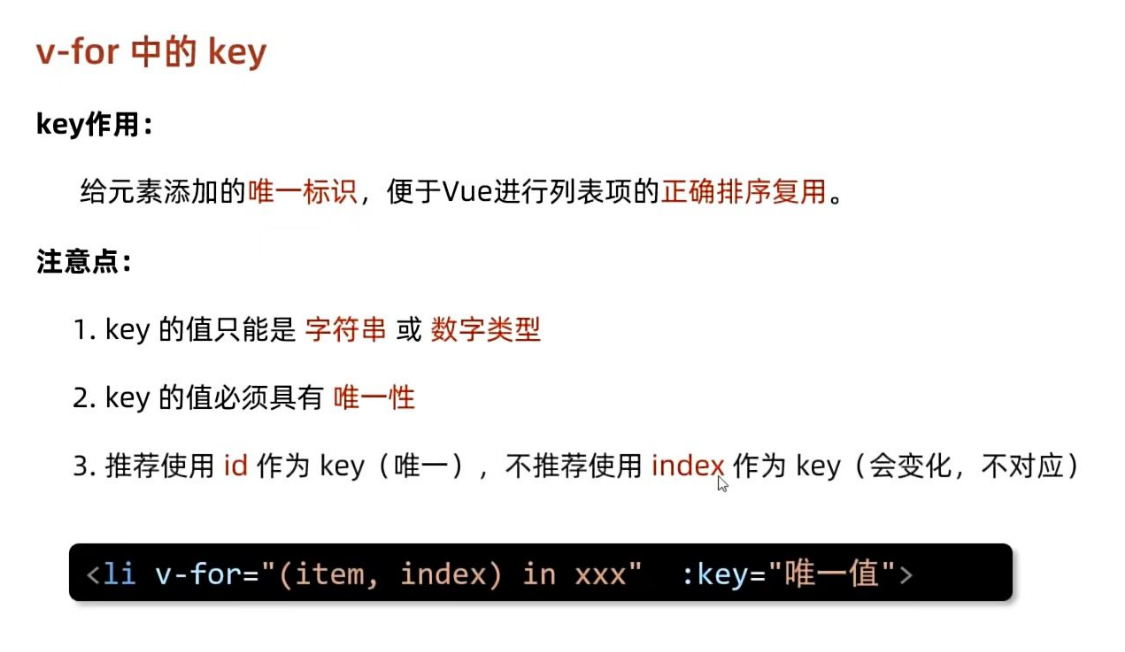 v-for 中的 key
key作用：
给元素添加的唯一标识，便于Vue进行列表项的正确排序复用。
注意点：
1. key 的值只能是 字符串 或 数字类型
2. key 的值必须具有 唯一性
3. 推荐使用 id 作为 key（唯一），不推荐使用 index 作为 key（会变化，不对应）
<li v-for="(item, index) in xxx" :key="唯一值">